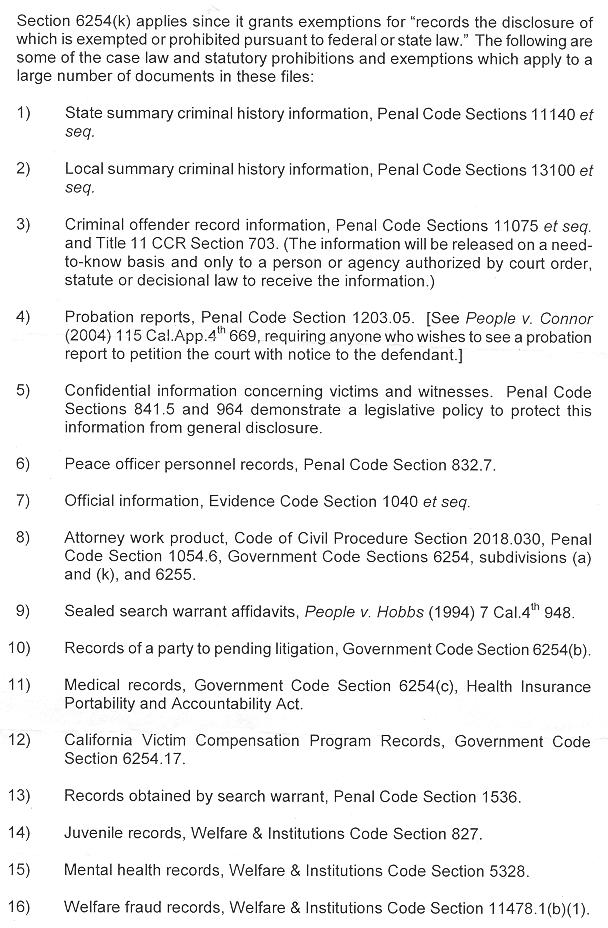 Section 6254(k) applies since it grants exemptions for “records the disclosure of
which is exempted or prohibited pursuant to federal or state law.” The following are
some of the case law and statutory prohibitions and exemptions which apply to a
large number of documents in these files:
1) State summary criminal history information, Penal Code Sections 11140 et
seq.
2) Local summary criminal history information, Penal Code Sections 13100 et
seq.
3) Criminal offender record information, Penal Code Sections 11075 et seq.
and Title 11 CCR Section 703. (The information will be released on a need-
to-know basis and only to a person or agency authorized by court order,
statute or decisional law to receive the information.)
4) Probation reports, Penal Code Section 1203.05. [See People v. Connor
(2004) 115 Cal.App.4th 669, requiring anyone who wishes to see a probation
report to petition the court with notice to the defendant.]
5) Confidential information concerning victims and witnesses. Penal Code
Sections 841.5 and 964 demonstrate a legislative policy to protect this
information from general disclosure.
6) Peace officer personnel records, Penal Code Section 832.7.
7) Official information, Evidence Code Section 1040 et seq.
8) Attorney work product, Code of Civil Procedure Section 2018.030, Penal
Code Section 1054.6, Government Code Sections 6254, subdivisions (a)
and (k), and 6255.
9) Sealed search warrant affidavits, People v. Hobbs (1994) 7 Cal.4th 948.
10) Records of a party to pending litigation, Government Code Section 6254(b).
11) Medical records, Government Code Section 6254(c), Health Insurance
Portability and Accountability Act.
12) California Victim Compensation Program Records, Government Code
Section 6254.17.
13) Records obtained by search warrant, Penal Code Section 1536.
14) Juvenile records, Welfare & Institutions Code Section 827.
15) Mental health records, Welfare & Institutions Code Section 5328.
16) Welfare fraud records, Welfare & Institutions Code Section 11478.1(b)(1).